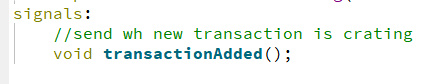 signals:
//send wh new transaction is crating
void transactionAdded();